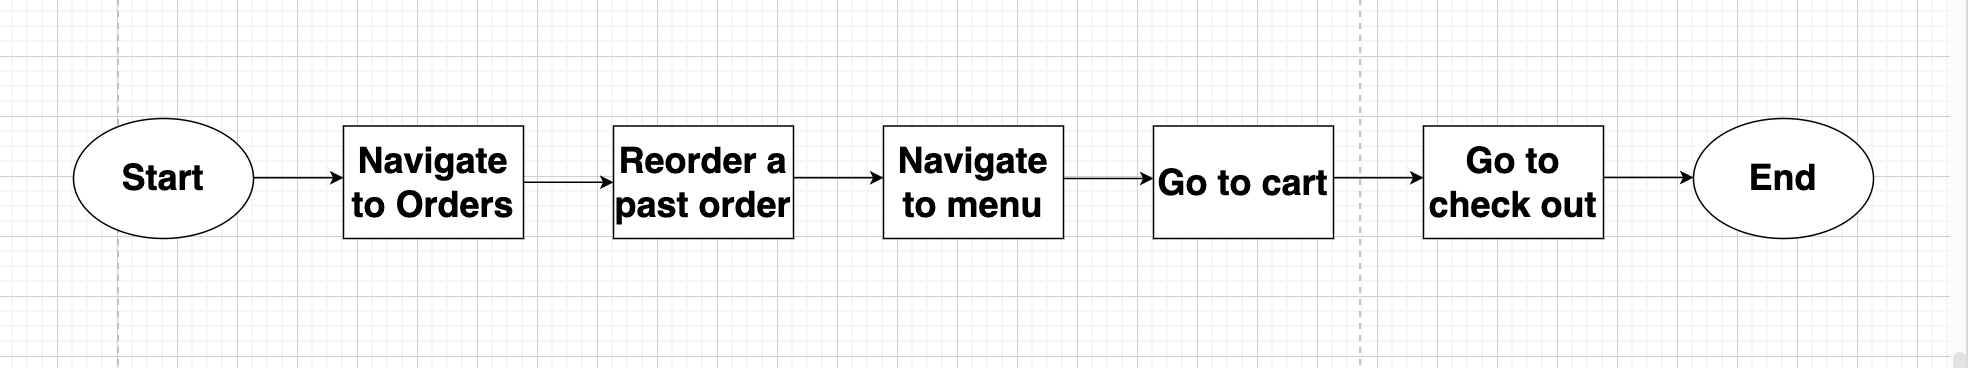 Start
Navigate
to Orders
Reorder a
past order
Navigate
to menu
Go to cart
Go to
check out
End